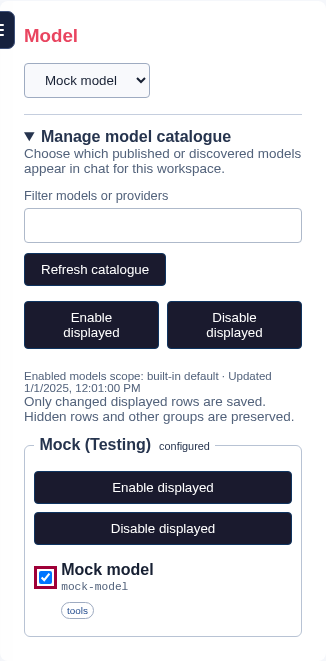 Model
Mock model
▼ Manage model catalogue
Choose which published or discovered models
appear in chat for this workspace.
Filter models or providers
Refresh catalogue
Enable
displayed
Disable
displayed
Enabled models scope: built-in default · Updated
1/1/2025, 12:01:00 PM
Only changed displayed rows are saved.
Hidden rows and other groups are preserved.
Mock (Testing) configured
Enable displayed
Disable displayed
Mock model
mock-model
tools